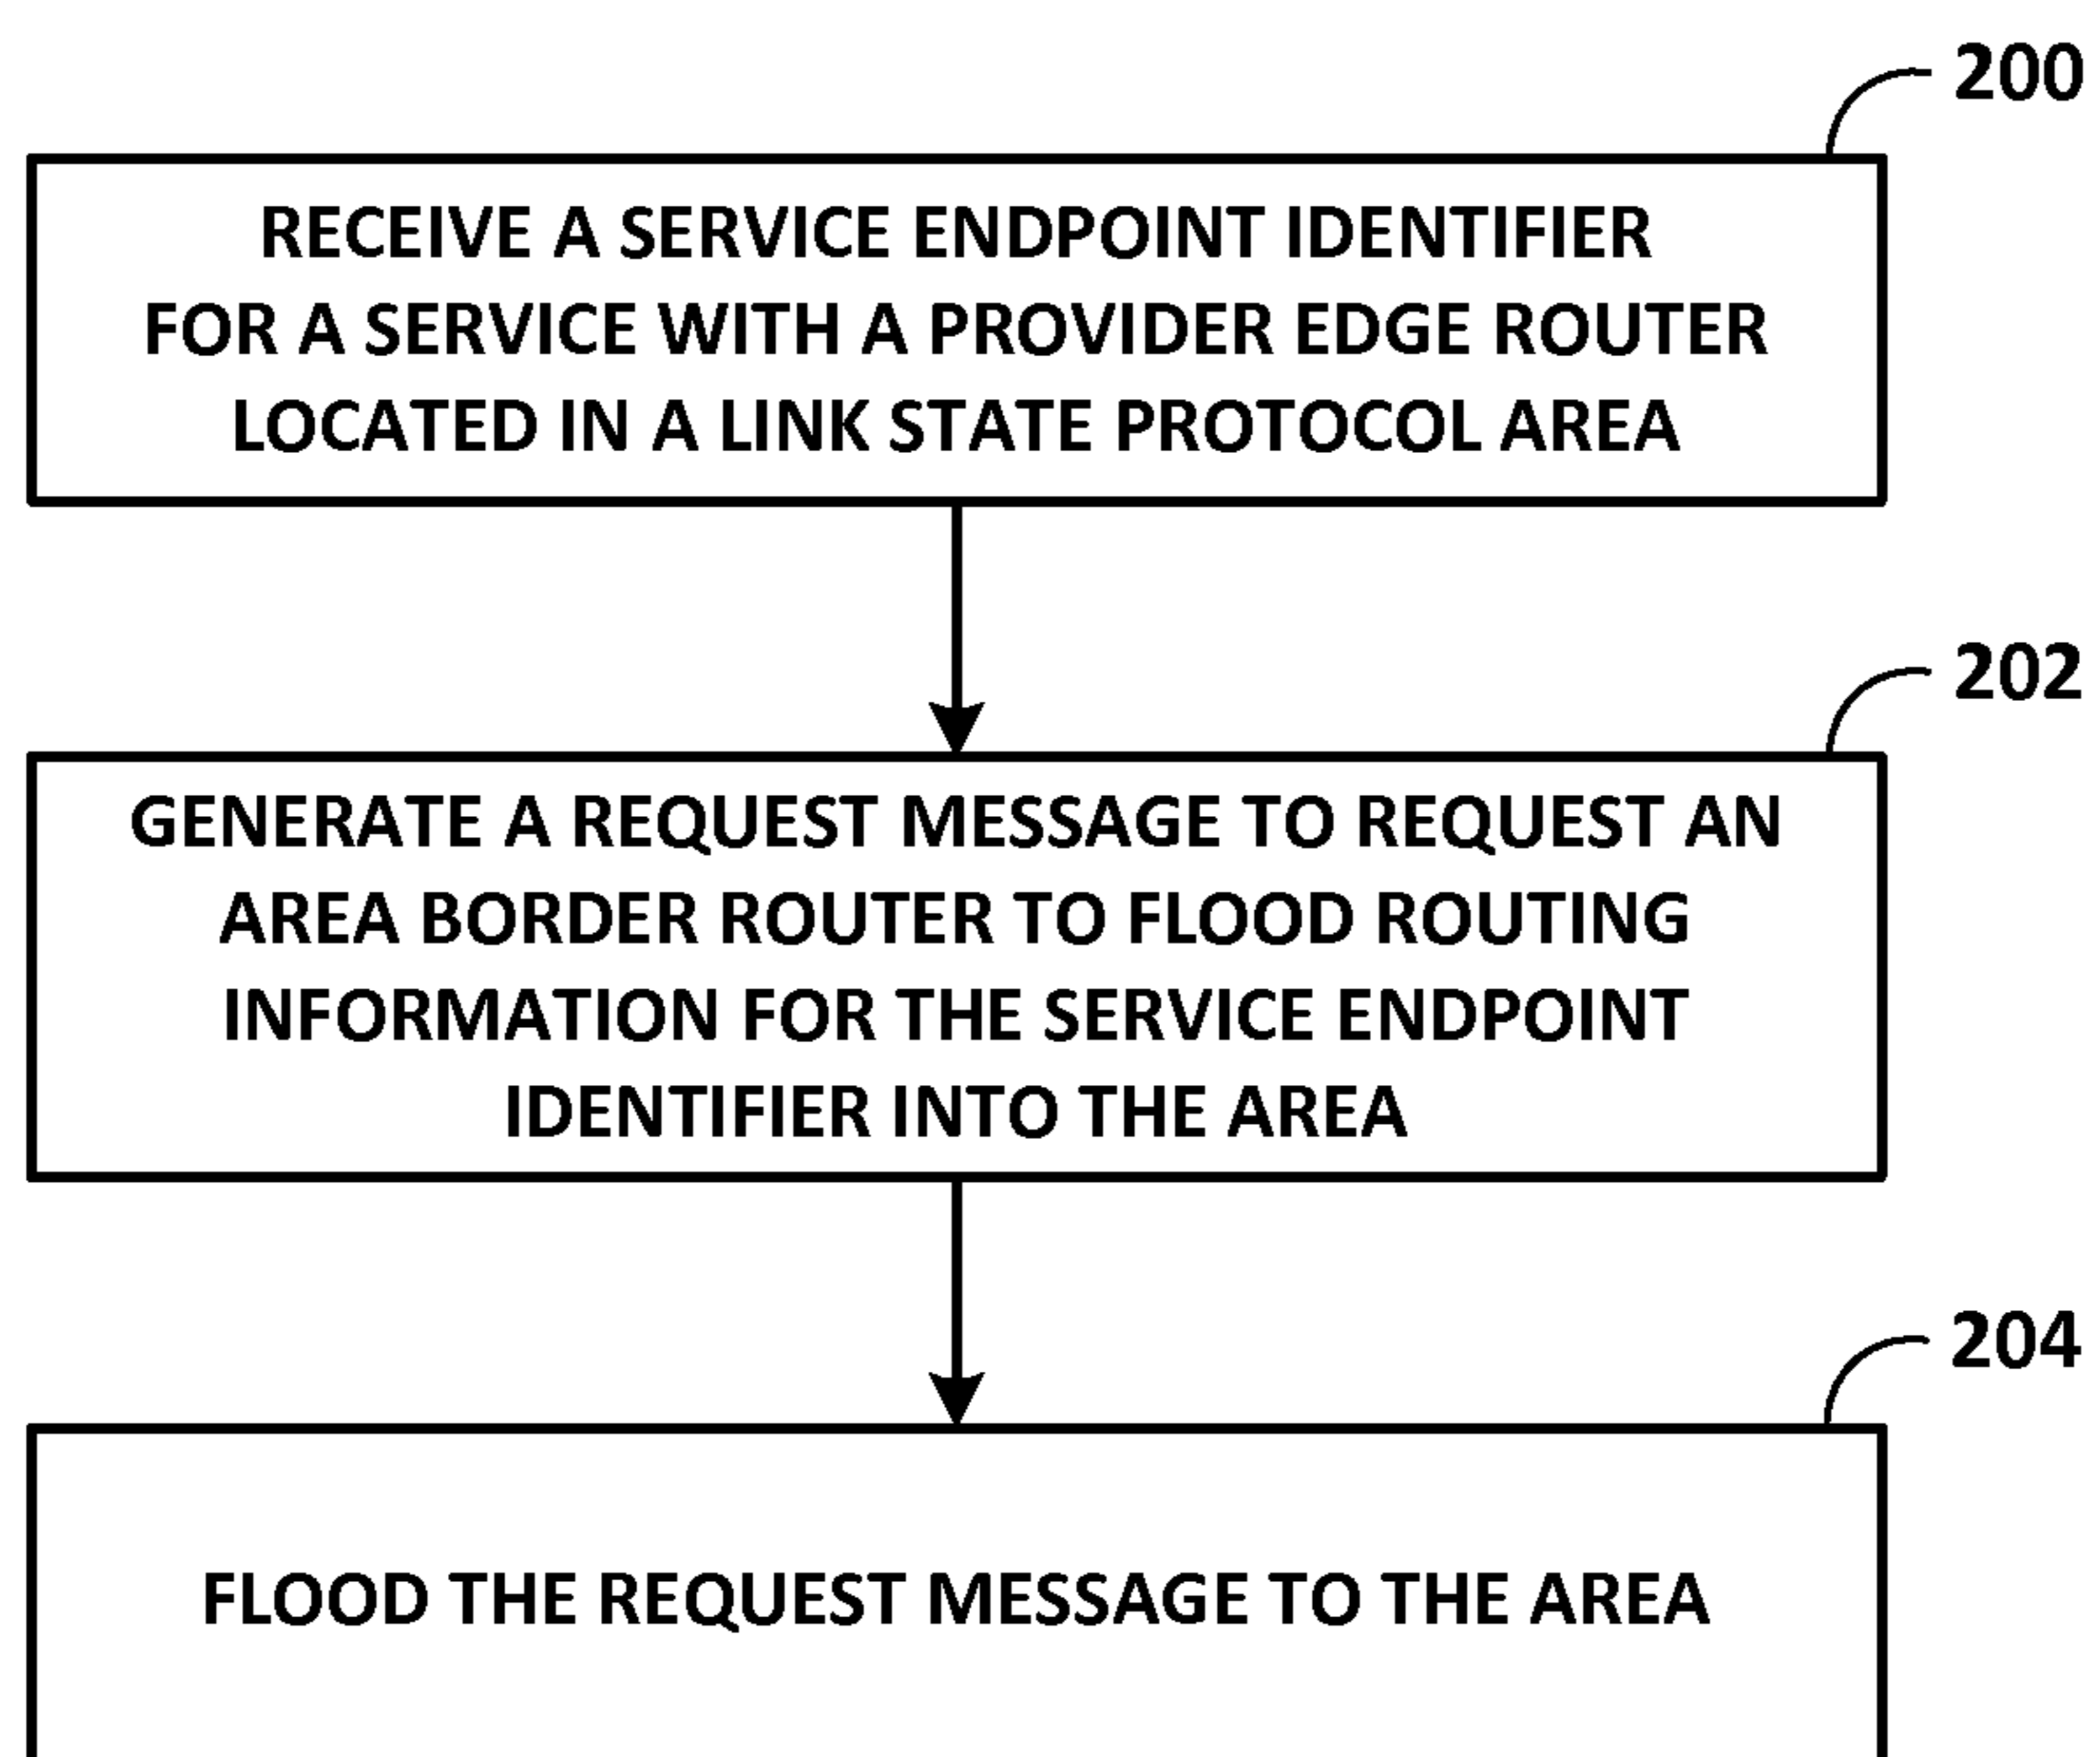 200
RECEIVE A SERVICE ENDPOINT IDENTIFIER
FOR A SERVICE WITH A PROVIDER EDGE ROUTER
LOCATED IN A LINK STATE PROTOCOL AREA
202
GENERATE A REQUEST MESSAGE TO REQUEST AN
AREA BORDER ROUTER TO FLOOD ROUTING
INFORMATION FOR THE SERVICE ENDPOINT
IDENTIFIER INTO THE AREA
204
FLOOD THE REQUEST MESSAGE TO THE AREA